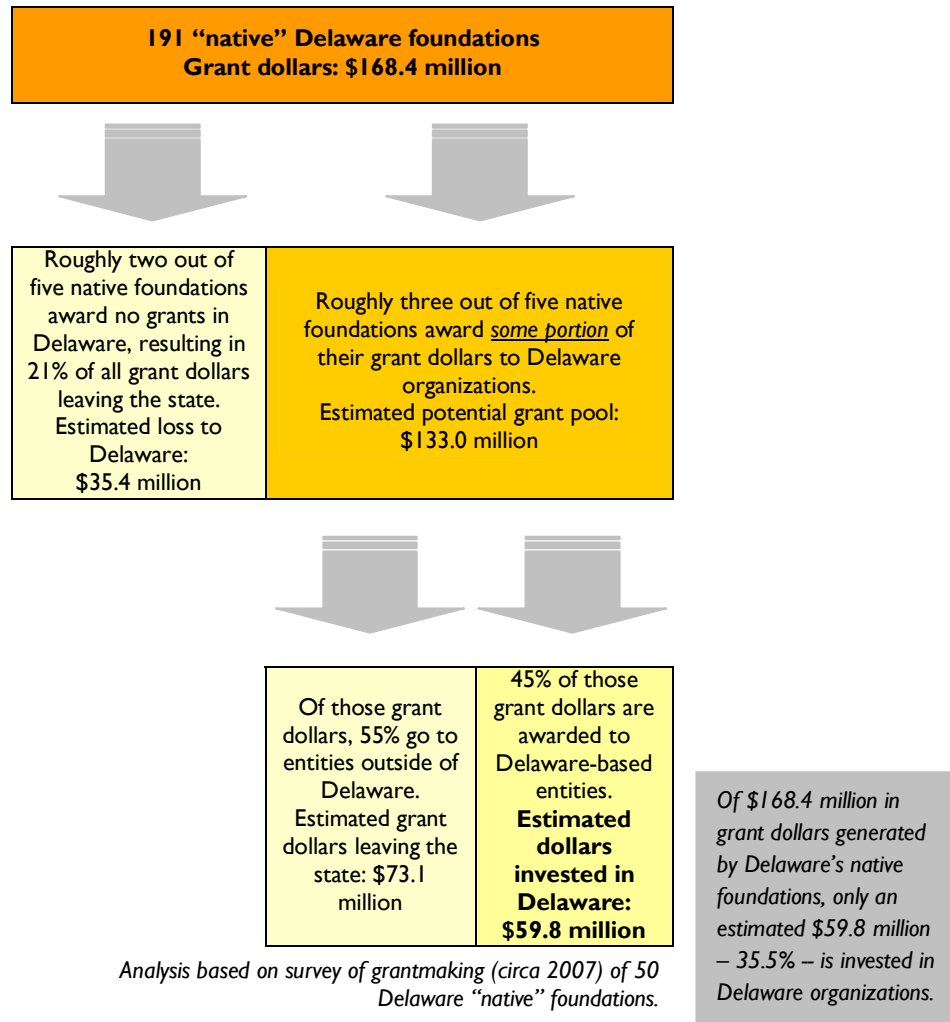 191 “native” Delaware foundations
Grant dollars: $168.4 million
Roughly two out of
five native foundations
award no grants in
Delaware, resulting in
21% of all grant dollars
leaving the state.
Estimated loss to
Delaware:
$35.4 million
Roughly three out of five native
foundations award some portion of
their grant dollars to Delaware
organizations.
Estimated potential grant pool:
$133.0 million
Of those grant
dollars, 55% go to
entities outside of
Delaware.
Estimated grant
dollars leaving the
state: $73.1
million
45% of those
grant dollars are
awarded to
Delaware-based
entities.
Estimated
dollars
invested in
Delaware:
$59.8 million
Of $168.4 million in
grant dollars generated
by Delaware’s native
foundations, only an
estimated $59.8 million
– 35.5% -- is invested in
Delaware organizations.
Analysis based on survey of grantmaking (circa 2007) of 50
Delaware “native” foundations.